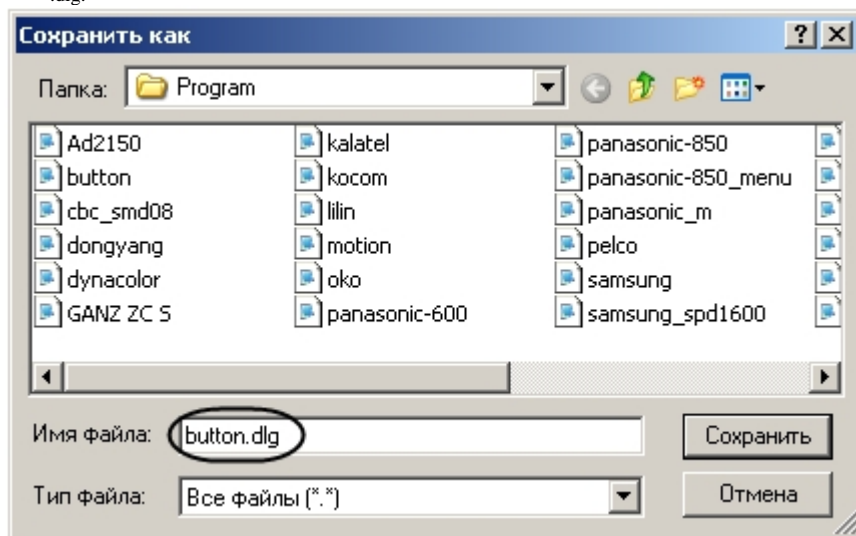 .dlg.
Сохранить как
Папка: Program
Ad2150
button
cbc_smd08
dongyang
dynacolor
GANZ ZC S
kalatel
kocom
lilin
motion
oko
panasonic-600
panasonic-850
panasonic-850_menu
panasonic_m
pelco
samsung
samsung_spd1600
Имя файла: button.dlg Сохранить
Тип файла: Все файлы (*.*) Отмена